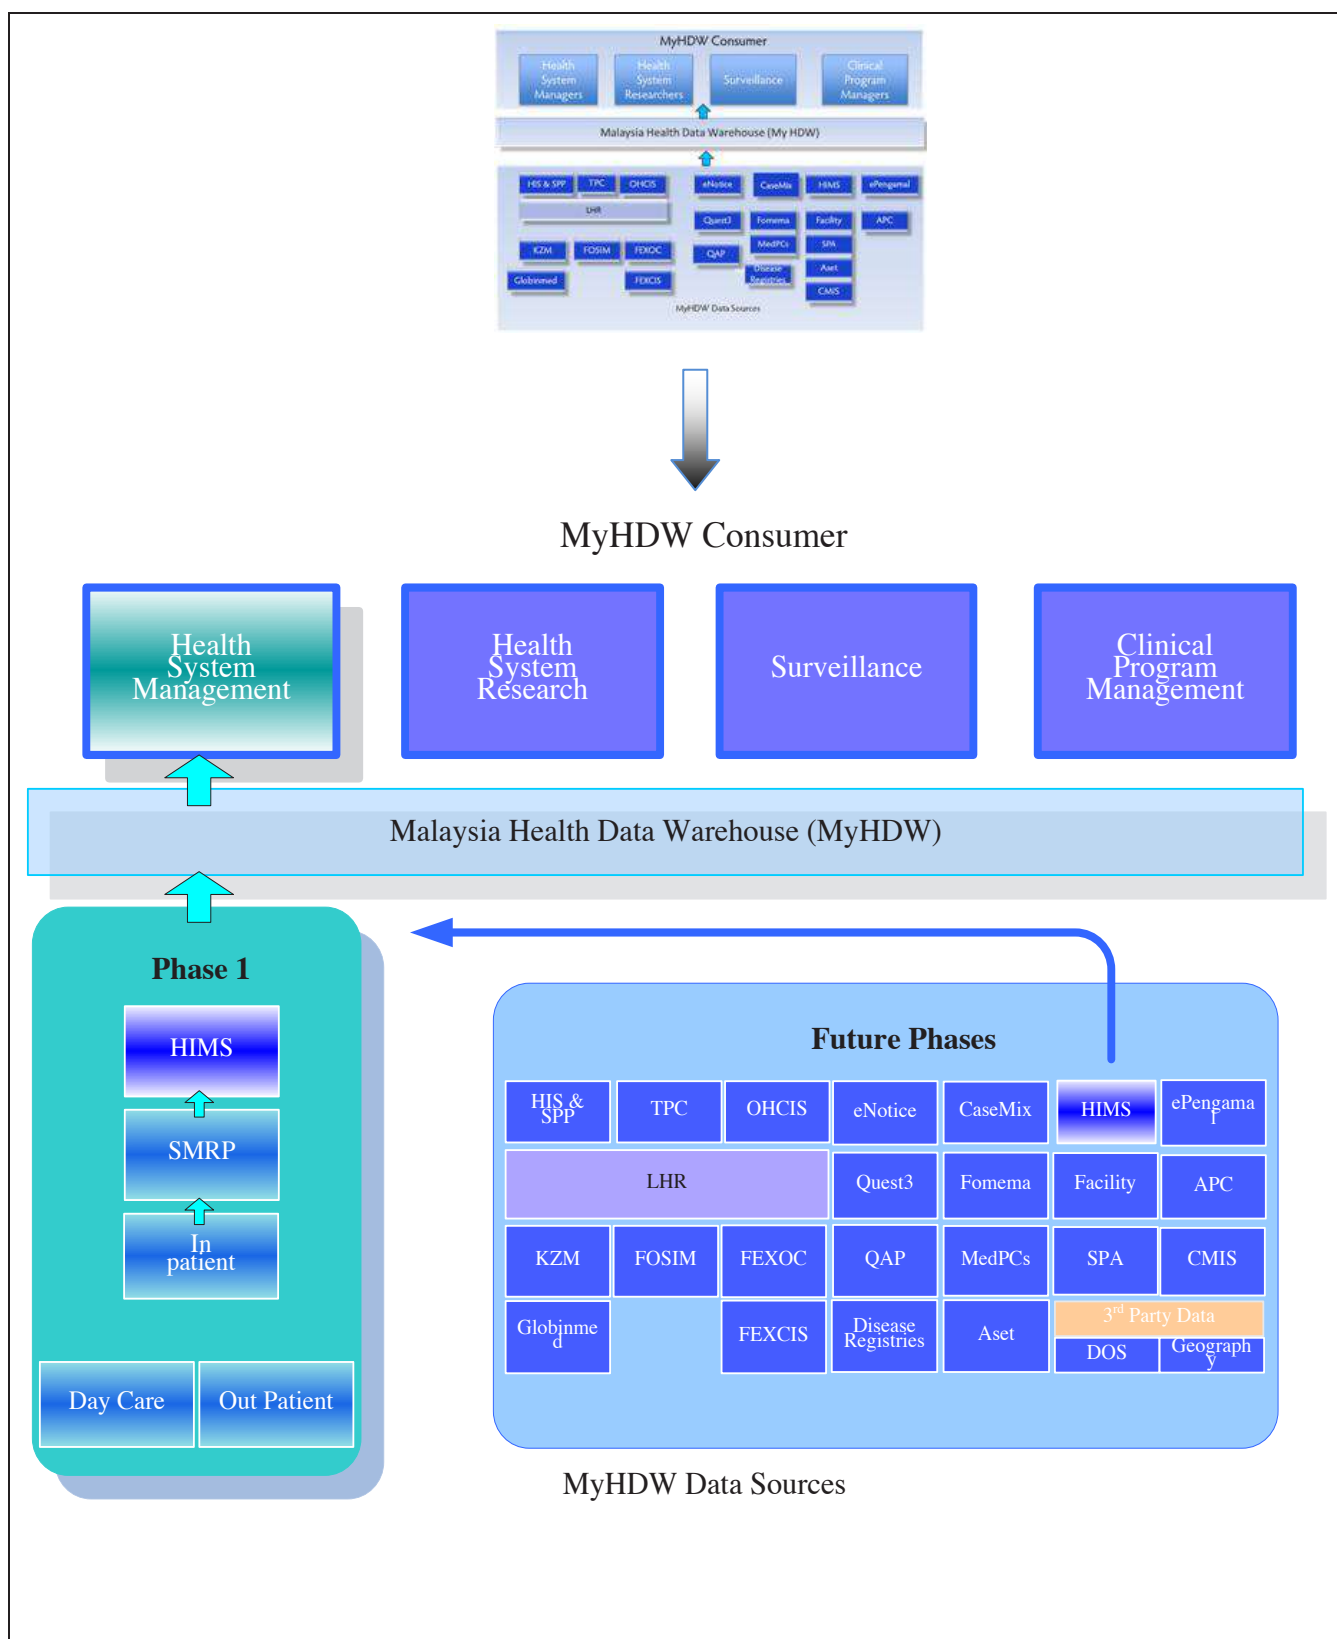 MyHDW Consumer
Health
System
Managers
Health
System
Researchers
Surveillance
Clinical
Program
Managers
Malaysia Health Data Warehouse (My HDW)
HIS & SPP TPC OHCIS eNotice CaseMix HIMS ePengamal
LHR
Quest3 Fomema Facility APC
KZM FOSIM FEXOC QAP MedPCs SPA
Globinmed FEXCIS Disease
Registries Aset
CMIS
MyHDW Data Sources
MyHDW Consumer
Health
System
Management
Health
System
Research
Surveillance
Clinical
Program
Management
Malaysia Health Data Warehouse (MyHDW)
Phase 1
HIMS
SMRP
In
patient
Day Care Out Patient
Future Phases
HIS &
SPP
TPC OHCIS eNotice CaseMix HIMS
ePengama
l
LHR Quest3 Fomema Facility APC
KZM FOSIM FEXOC QAP MedPCs SPA CMIS
Globinme
d
FEXCIS
Disease
Registries
Aset
3rd Party Data
DOS
Geograph
y
MyHDW Data Sources